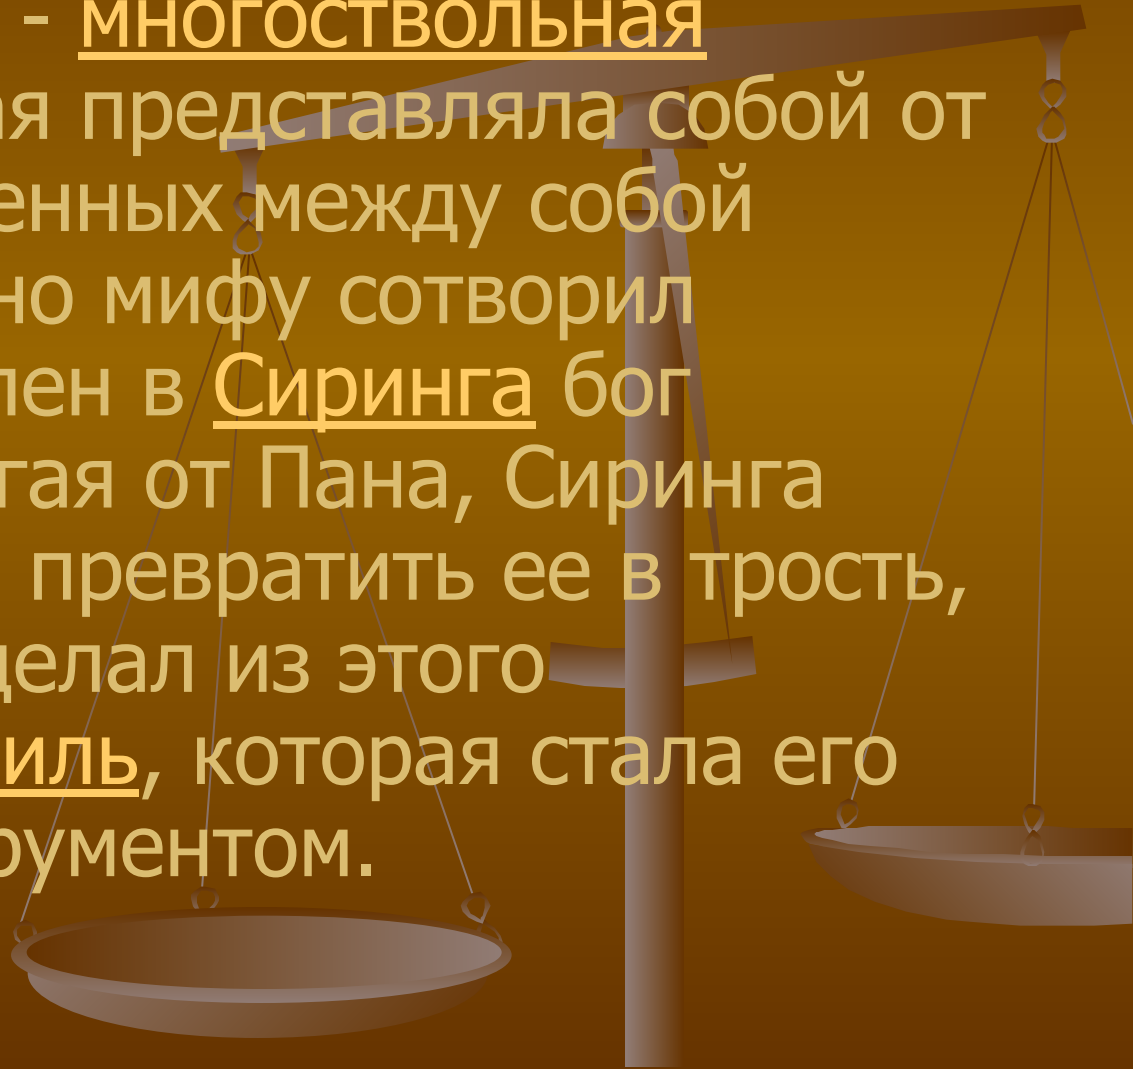 - многоствольная
ая представляла собой от
енных между собой
но мифу сотворил
лен в Сиринга бог
гая от Пана, Сиринга
превратить ее в трость,
делал из этого
иль, которая стала его
рументом.